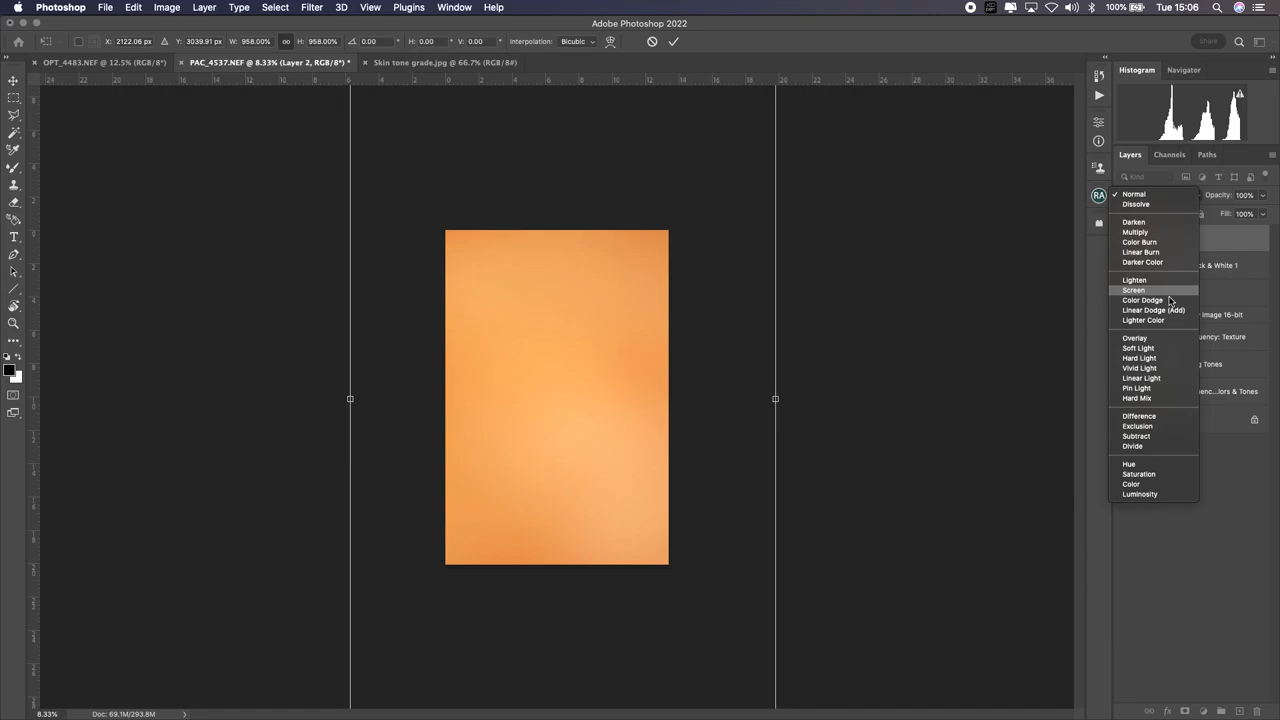 Photoshop File Edit Image Layer Type Select Filter 3D View Plugins Window Help 100% Tue 15:06
Adobe Photoshop 2022
X: 2122.06 px Y: 3039.91 px W: 958.00% H: 958.00% 0.00 H: 0.00 V: 0.00 Interpolation: Bicubic Share
OPT_4483.NEF @ 12.5% (RGB/8*) PAC_4537.NEF @ 8.33% (Layer 2, RGB/8*) * Skin tone grade.jpg @ 66.7% (RGB/8#)
Histogram Navigator
Layers Channels Paths
Kind
RA Normal Opacity: 100%
Dissolve
Fill: 100%
Darken
Multiply
Color Burn
Linear Burn
Darker Color
ck & White 1
Lighten
Screen
Color Dodge
Linear Dodge (Add)
Lighter Color
Image 16-bit
Overlay
uency: Texture
Soft Light
Hard Light
Vivid Light
g Tones
Linear Light
Pin Light
Hard Mix
enc...lors & Tones
Difference
Exclusion
Subtract
Divide
Hue
Saturation
Color
Luminosity
8.33% Doc: 69.1M/293.8M